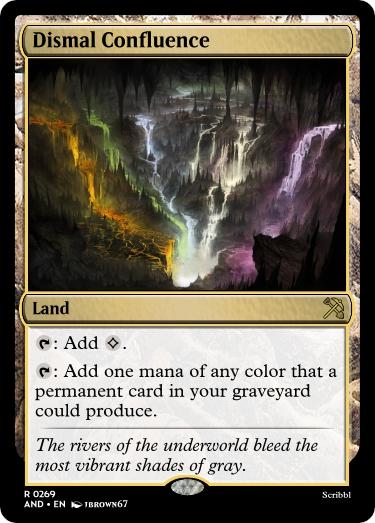 Dismal Confluence
Land
: Add .
: Add one mana of any color that a
permanent card in your graveyard
could produce.
The rivers of the underworld bleed the
most vibrant shades of gray.
R 0269
AND • EN JBROWN67
Scribbl